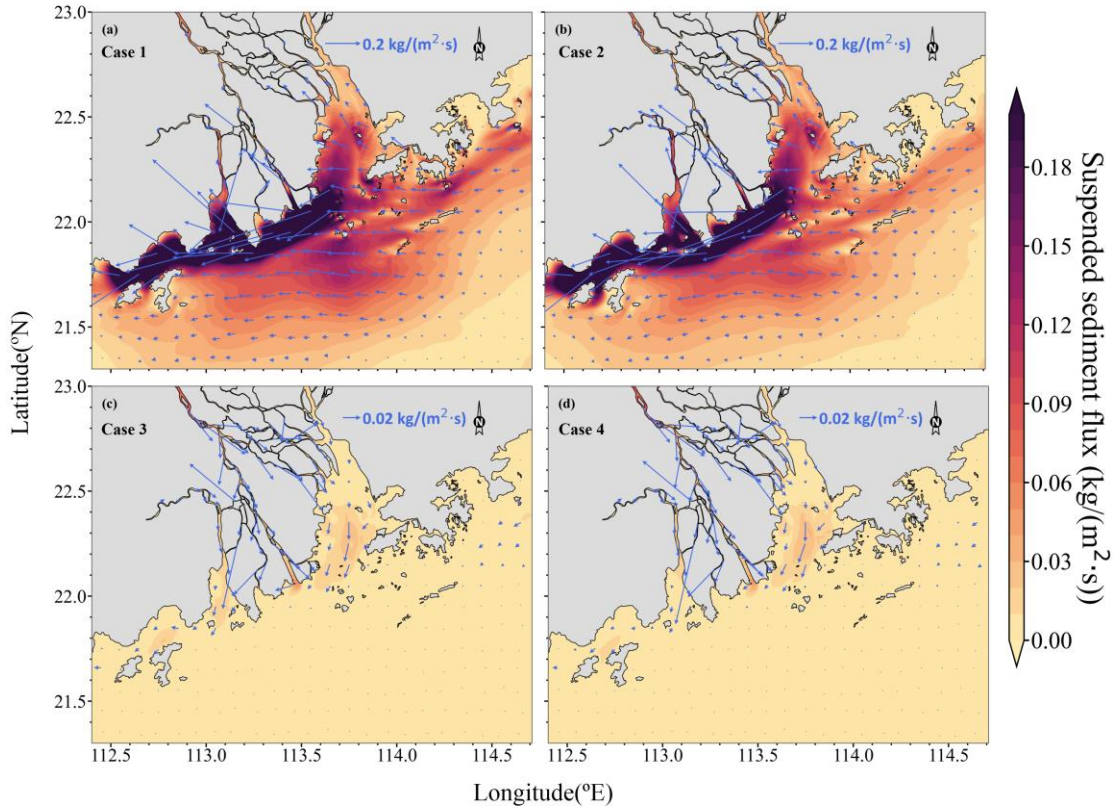 23.0
22.5
22.0
21.5
(a)
Case 1
0.2 kg/(m²·s)
N
(b)
Case 2
0.2 kg/(m²·s)
N
23.0
22.5
22.0
21.5
(c)
Case 3
0.02 kg/(m²·s)
N
(d)
Case 4
0.02 kg/(m²·s)
N
112.5 113.0 113.5 114.0 114.5
112.5 113.0 113.5 114.0 114.5
Latitude(ºN)
Longitude(ºE)
0.18
0.15
0.12
0.09
0.06
0.03
0.00
Suspended sediment flux (kg/(m²·s))